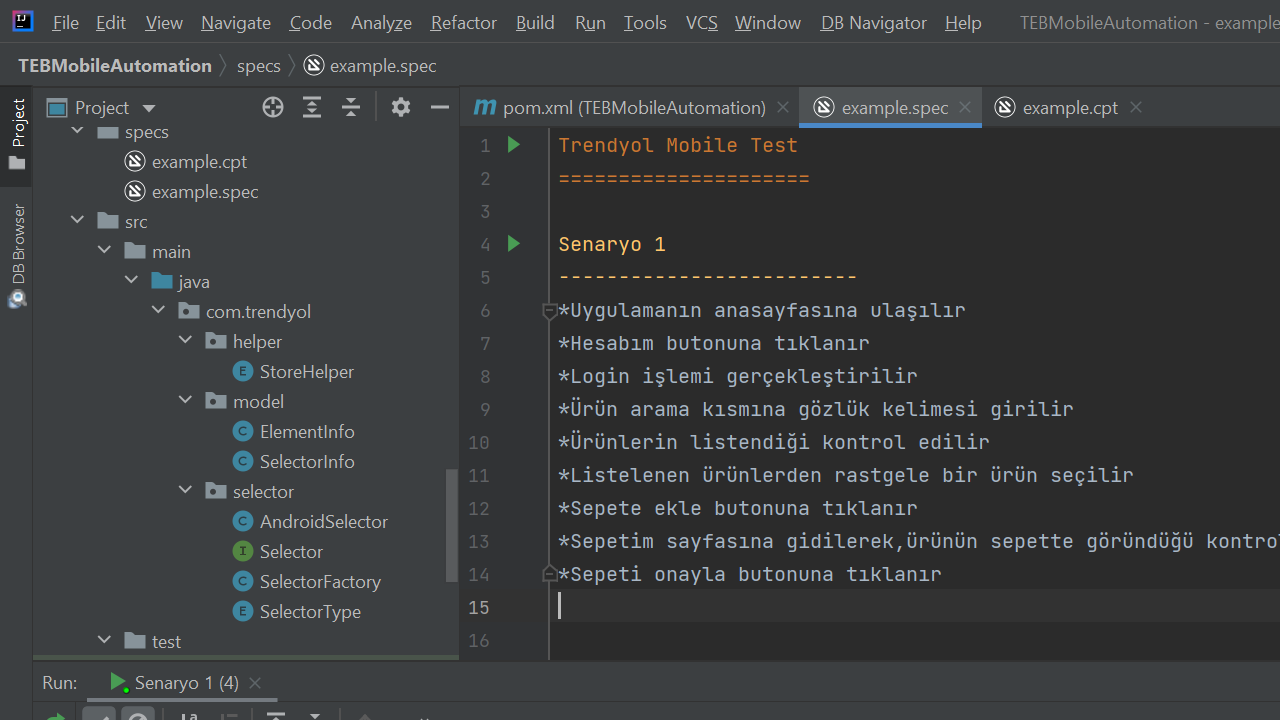 File Edit View Navigate Code Analyze Refactor Build Run Tools VCS Window DB Navigator Help TEBMobileAutomation - example
TEBMobileAutomation specs example.spec
Project
DB Browser
Project
specs
example.cpt
example.spec
src
main
java
com.trendyol
helper
StoreHelper
model
ElementInfo
SelectorInfo
selector
AndroidSelector
Selector
SelectorFactory
SelectorType
test
pom.xml (TEBMobileAutomation) example.spec example.cpt
1 Trendyol Mobile Test
2 =====================
3
4 Senaryo 1
5 -------------------------
6 *Uygulamanın anasayfasına ulaşılır
7 *Hesabım butonuna tıklanır
8 *Login işlemi gerçekleştirilir
9 *Ürün arama kısmına gözlük kelimesi girilir
10 *Ürünlerin listendiği kontrol edilir
11 *Listelenen ürünlerden rastgele bir ürün seçilir
12 *Sepete ekle butonuna tıklanır
13 *Sepetim sayfasına gidilerek,ürünün sepette göründüğü kontrol
14 *Sepeti onayla butonuna tıklanır
15
16
Run: Senaryo 1 (4)